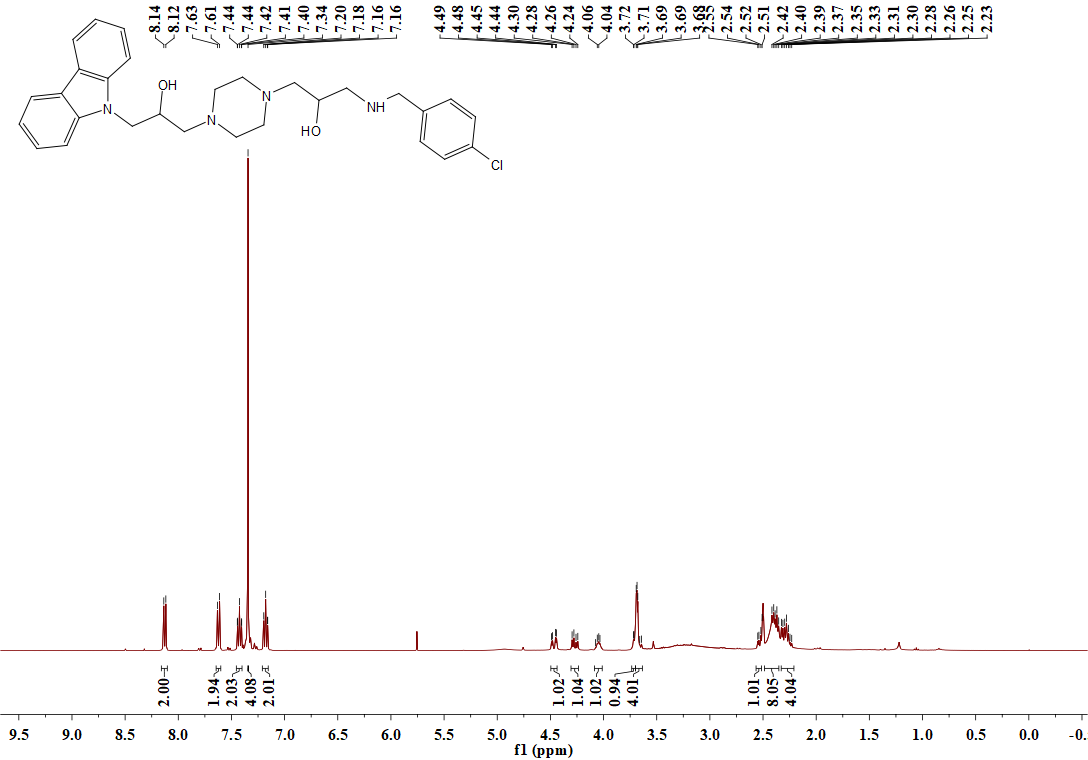 8.14 8.12 7.63 7.61 7.44 7.44 7.42 7.41 7.40 7.34 7.20 7.18 7.16 7.16 4.49 4.48 4.45 4.44 4.30 4.28 4.26 4.24 4.06 4.04 3.72 3.71 3.69 3.69 3.68 2.55 2.54 2.52 2.51 2.42 2.40 2.39 2.37 2.35 2.33 2.31 2.30 2.28 2.26 2.25 2.23
OH
N
N
N
NH
HO
Cl
2.00 1.94 2.03 4.08 2.01 1.02 1.04 1.02 0.94 4.01 1.01 8.05 4.04
9.5 9.0 8.5 8.0 7.5 7.0 6.5 6.0 5.5 5.0 4.5 4.0 3.5 3.0 2.5 2.0 1.5 1.0 0.5 0.0
f1 (ppm)